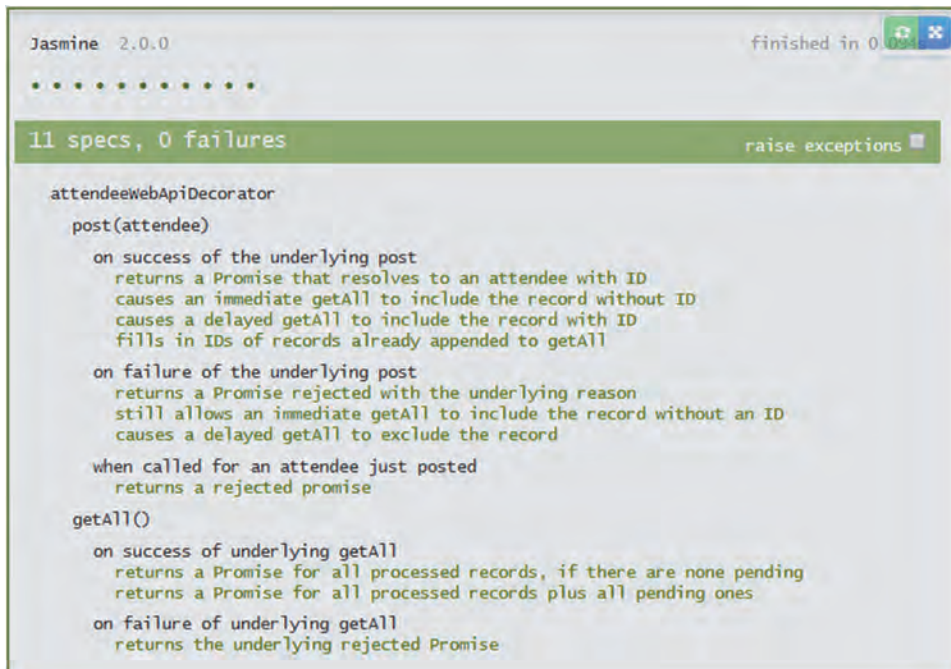 Jasmine 2.0.0 finished in 0.094s
11 specs, 0 failures raise exceptions
attendeeWebApiDecorator
post(attendee)
on success of the underlying post
returns a Promise that resolves to an attendee with ID
causes an immediate getAll to include the record without ID
causes a delayed getAll to include the record with ID
fills in IDs of records already appended to getAll
on failure of the underlying post
returns a Promise rejected with the underlying reason
still allows an immediate getAll to include the record without an ID
causes a delayed getAll to exclude the record
when called for an attendee just posted
returns a rejected promise
getAll()
on success of underlying getAll
returns a Promise for all processed records, if there are none pending
returns a Promise for all processed records plus all pending ones
on failure of underlying getAll
returns the underlying rejected Promise